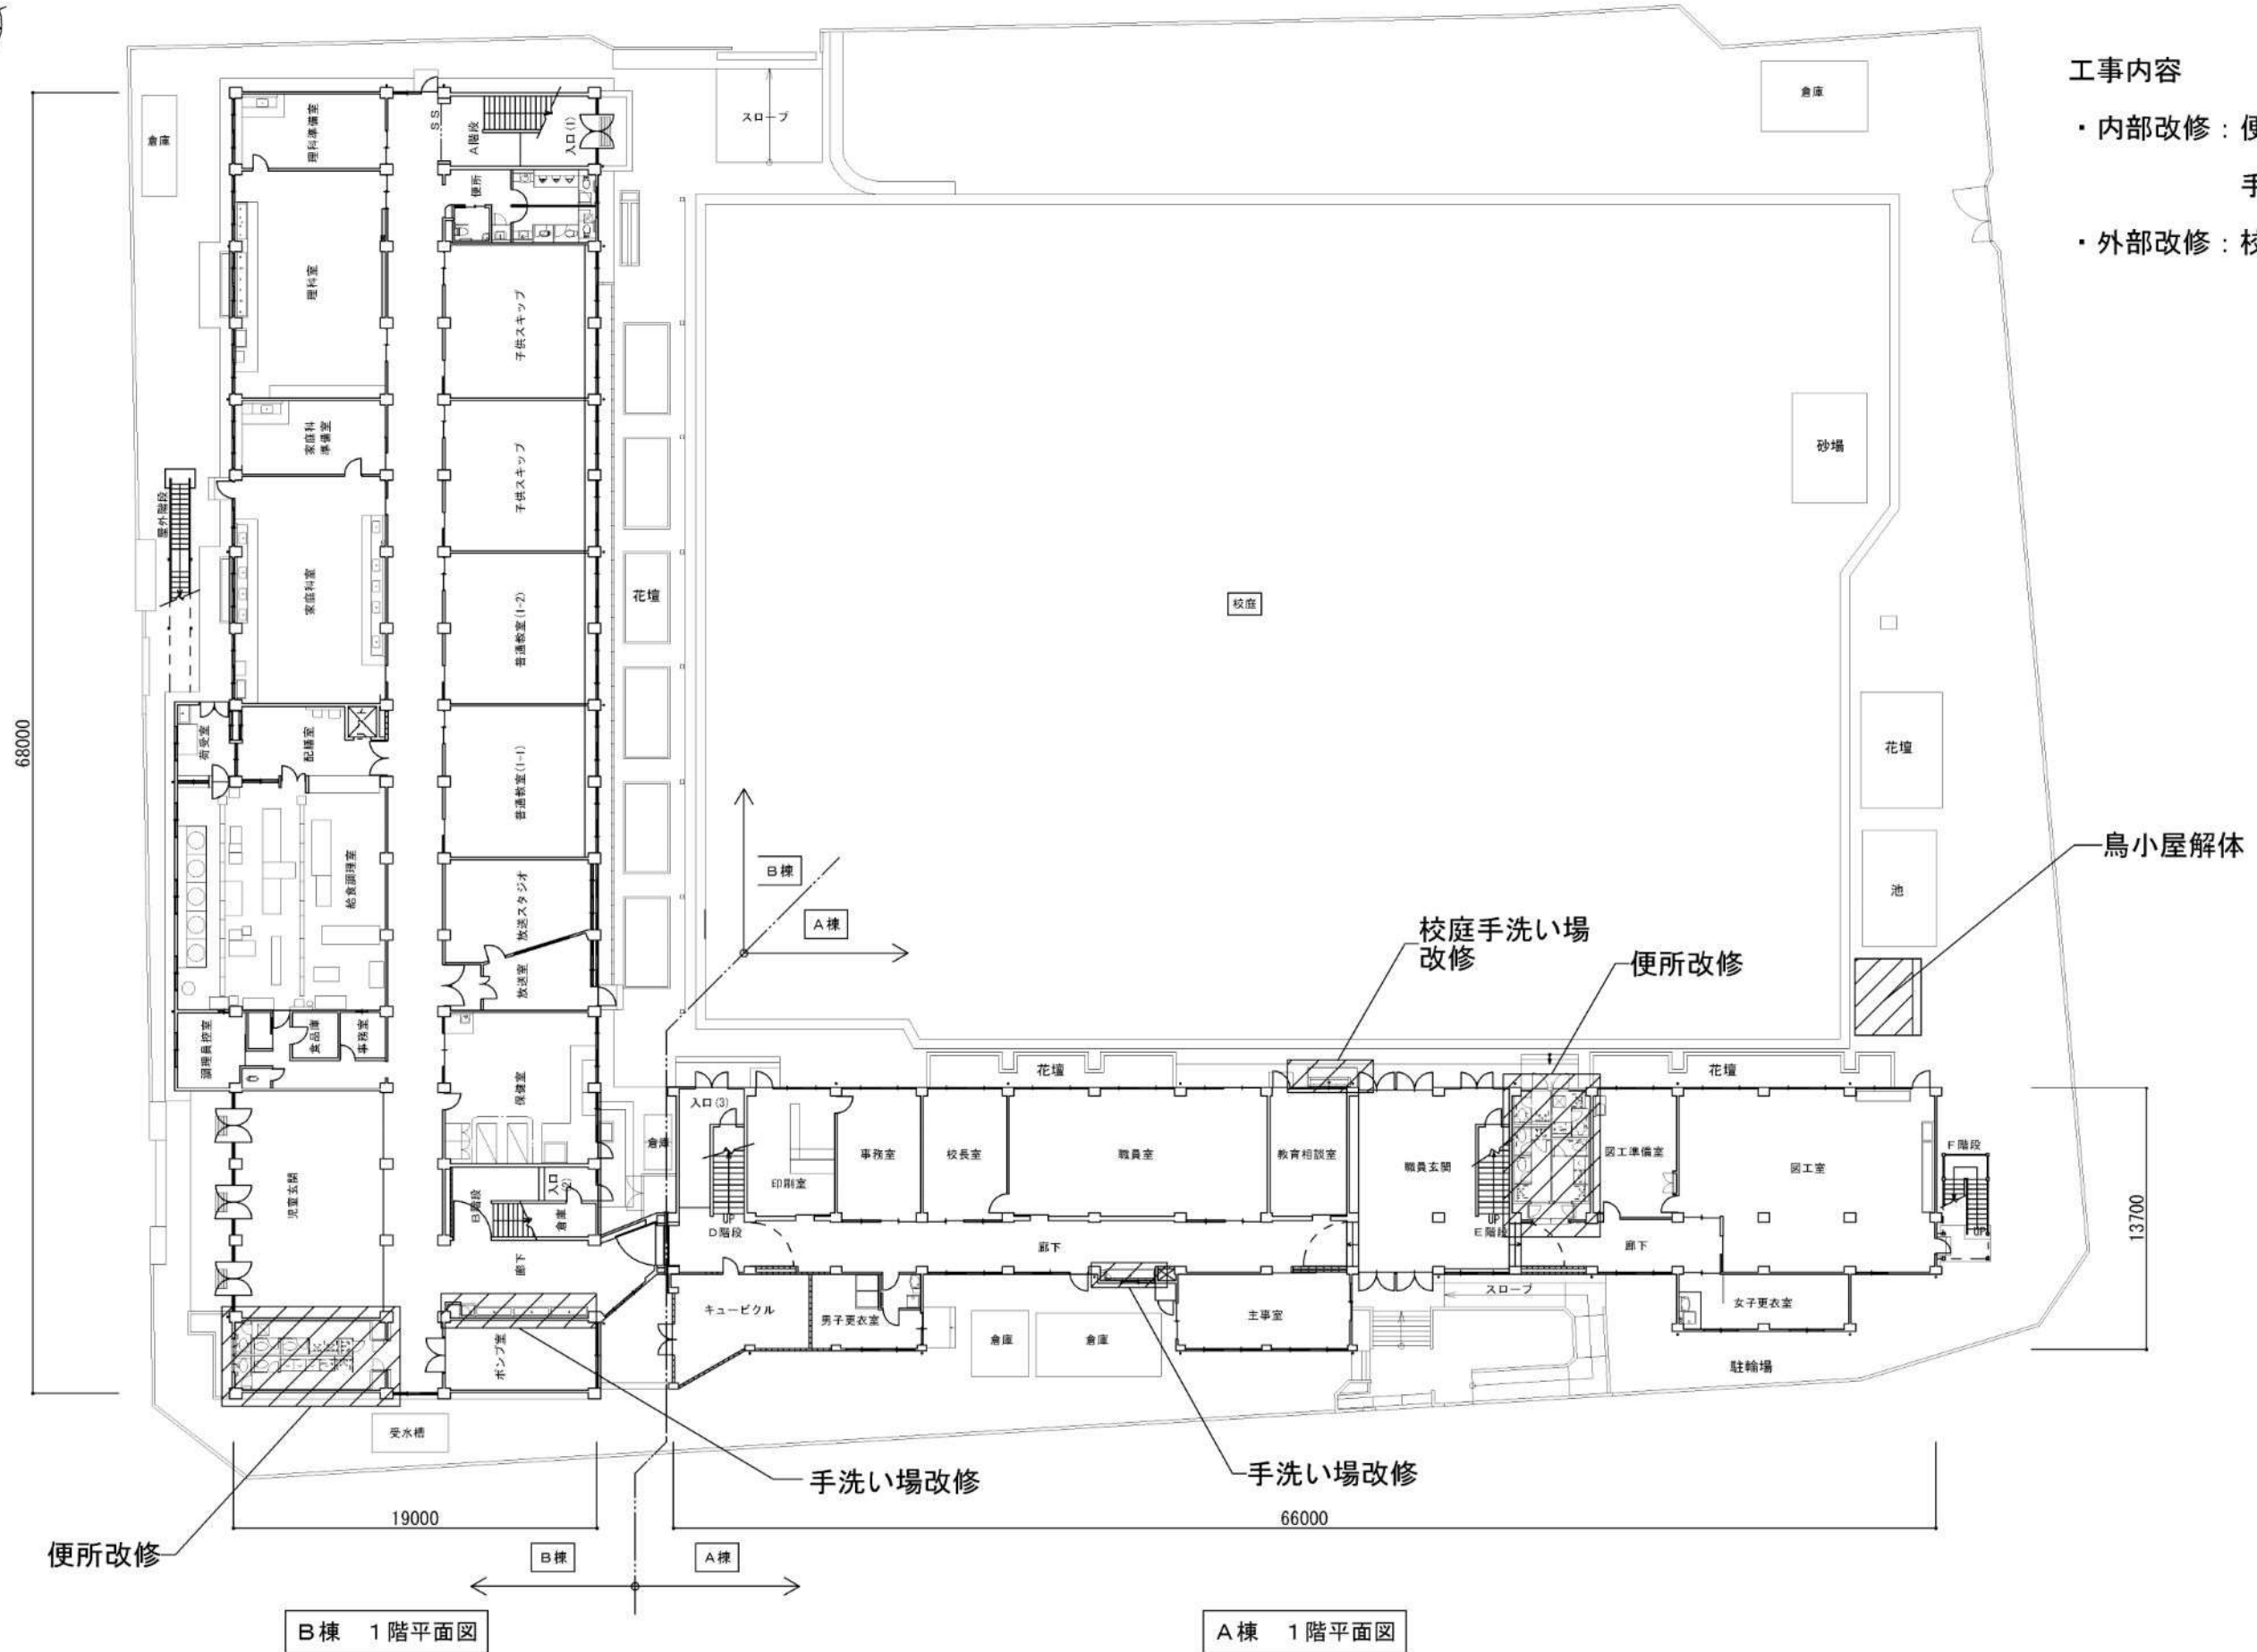 工事内容
・内部改修：便
手
・外部改修：校
倉庫
理科準備室
SS
A階段
入口(1)
スロープ
倉庫
便所
理科室
子供スキップ
家庭科
準備室
子供スキップ
砂場
屋外階段
家庭科室
普通教室(1-2)
花壇
校庭
68000
荷受室
配膳室
リフト
普通教室(1-1)
花壇
給食調理室
放送スタジオ
B棟
A棟
池
鳥小屋解体
校庭手洗い場
改修
便所改修
放送室
調理員控室
食品庫
事務室
保健室
花壇
花壇
入口(3)
倉庫
印刷室
事務室
校長室
職員室
教育相談室
職員玄関
図工準備室
図工室
F階段
UP
13700
児童玄関
B階段
入口
(2)
倉庫
UP
D階段
廊下
UP
E階段
廊下
廊下
キュービクル
男子更衣室
主事室
スロープ
女子更衣室
ポンプ室
倉庫
倉庫
駐輪場
受水槽
手洗い場改修
手洗い場改修
19000
66000
便所改修
B棟
A棟
B棟　1階平面図
A棟　1階平面図